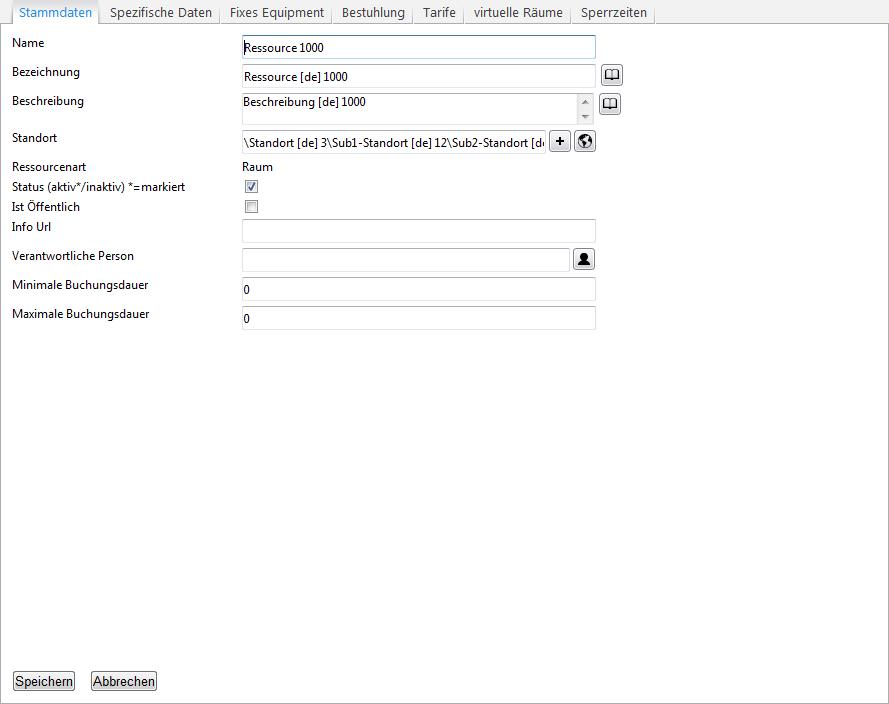 Stammdaten Spezifische Daten Fixes Equipment Bestuhlung Tarife virtuelle Räume Sperrzeiten
Name Ressource 1000
Bezeichnung Ressource [de] 1000
Beschreibung Beschreibung [de] 1000
Standort \Standort [de] 3\Sub1-Standort [de] 12\Sub2-Standort [de
Ressourcenart Raum
Status (aktiv*/inaktiv) *=markiert
Ist Öffentlich
Info Url
Verantwortliche Person
Minimale Buchungsdauer 0
Maximale Buchungsdauer 0
Speichern Abbrechen